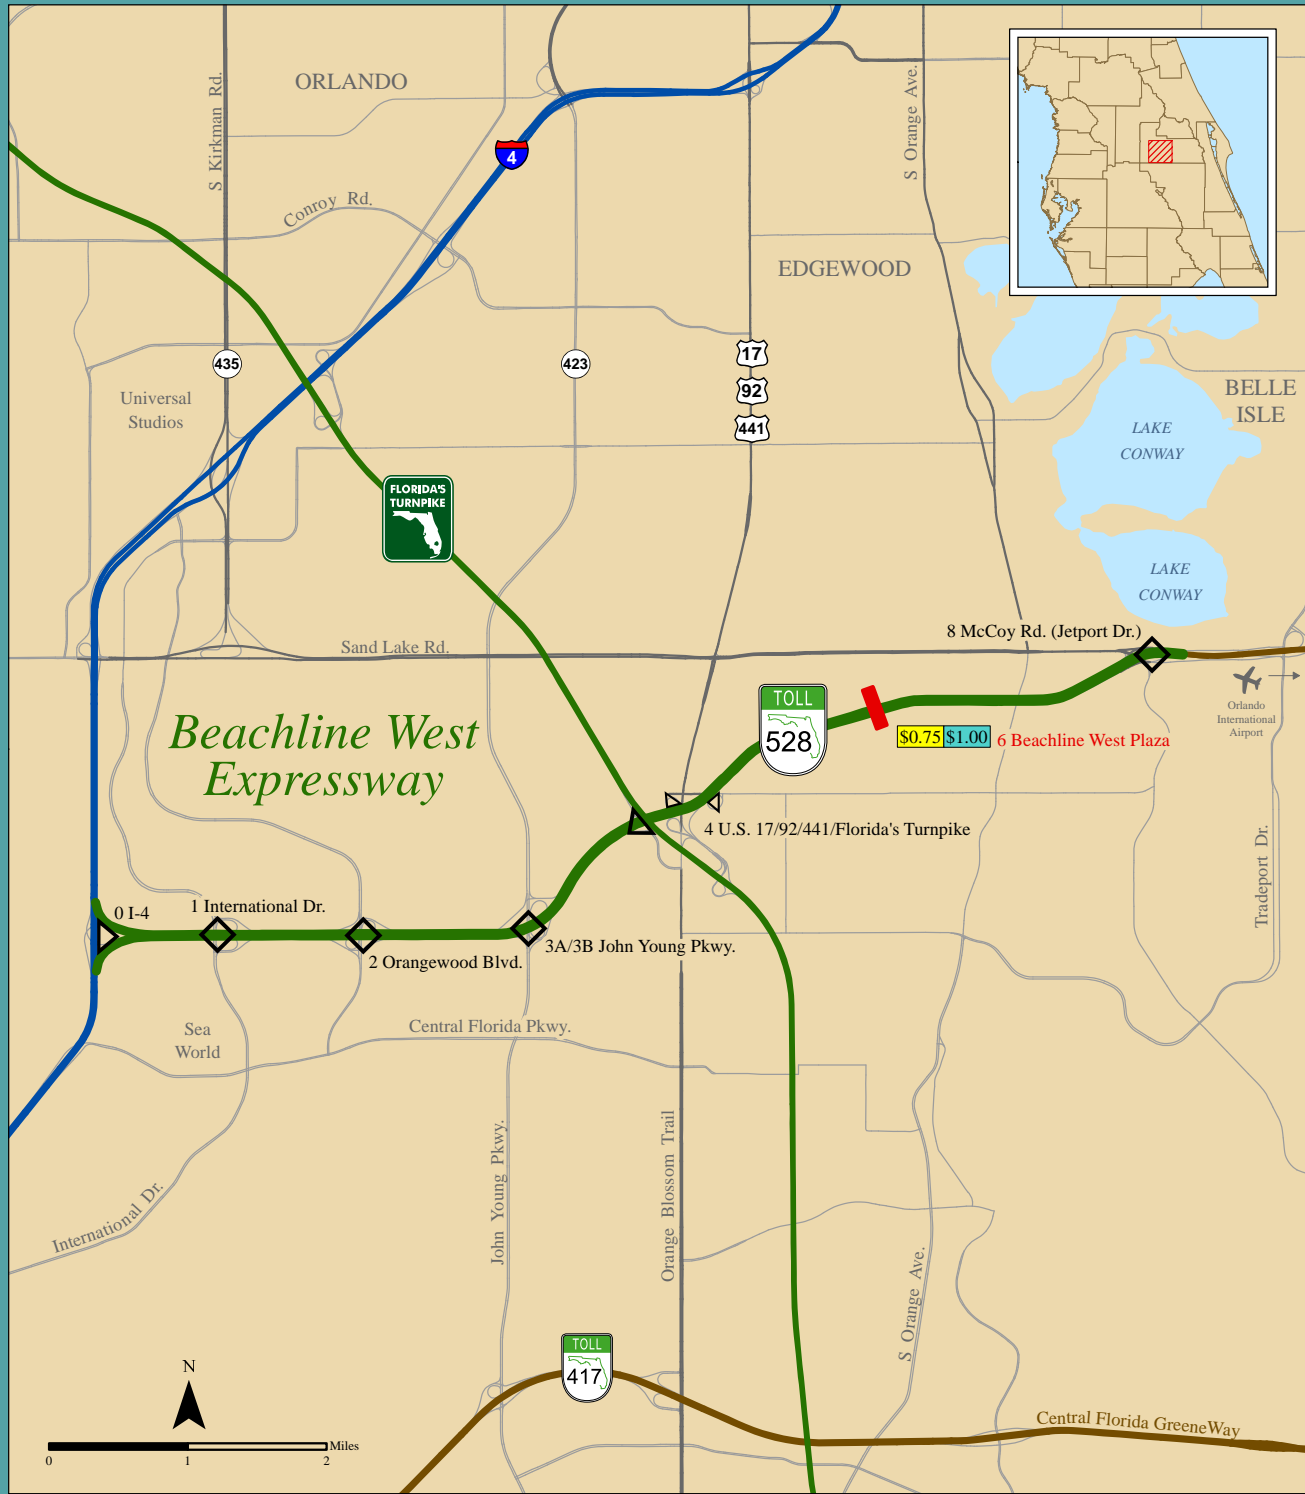 ORLANDO
S Kirkman Rd.
S Orange Ave.
4
Conroy Rd.
EDGEWOOD
17
92
441
435
423
Universal
Studios
BELLE
ISLE
LAKE
CONWAY
FLORIDA'S
TURNPIKE
LAKE
CONWAY
8 McCoy Rd. (Jetport Dr.)
Sand Lake Rd.
Orlando
International
Airport
TOLL
528
$0.75 $1.00 6 Beachline West Plaza
Beachline West
Expressway
4 U.S. 17/92/441/Florida's Turnpike
Tradeport Dr.
0 I-4
1 International Dr.
2 Orangewood Blvd.
3A/3B John Young Pkwy.
Sea
World
Central Florida Pkwy.
John Young Pkwy.
Orange Blossom Trail
International Dr.
S Orange Ave.
TOLL
417
Central Florida GreeneWay
N
Miles
0 1 2